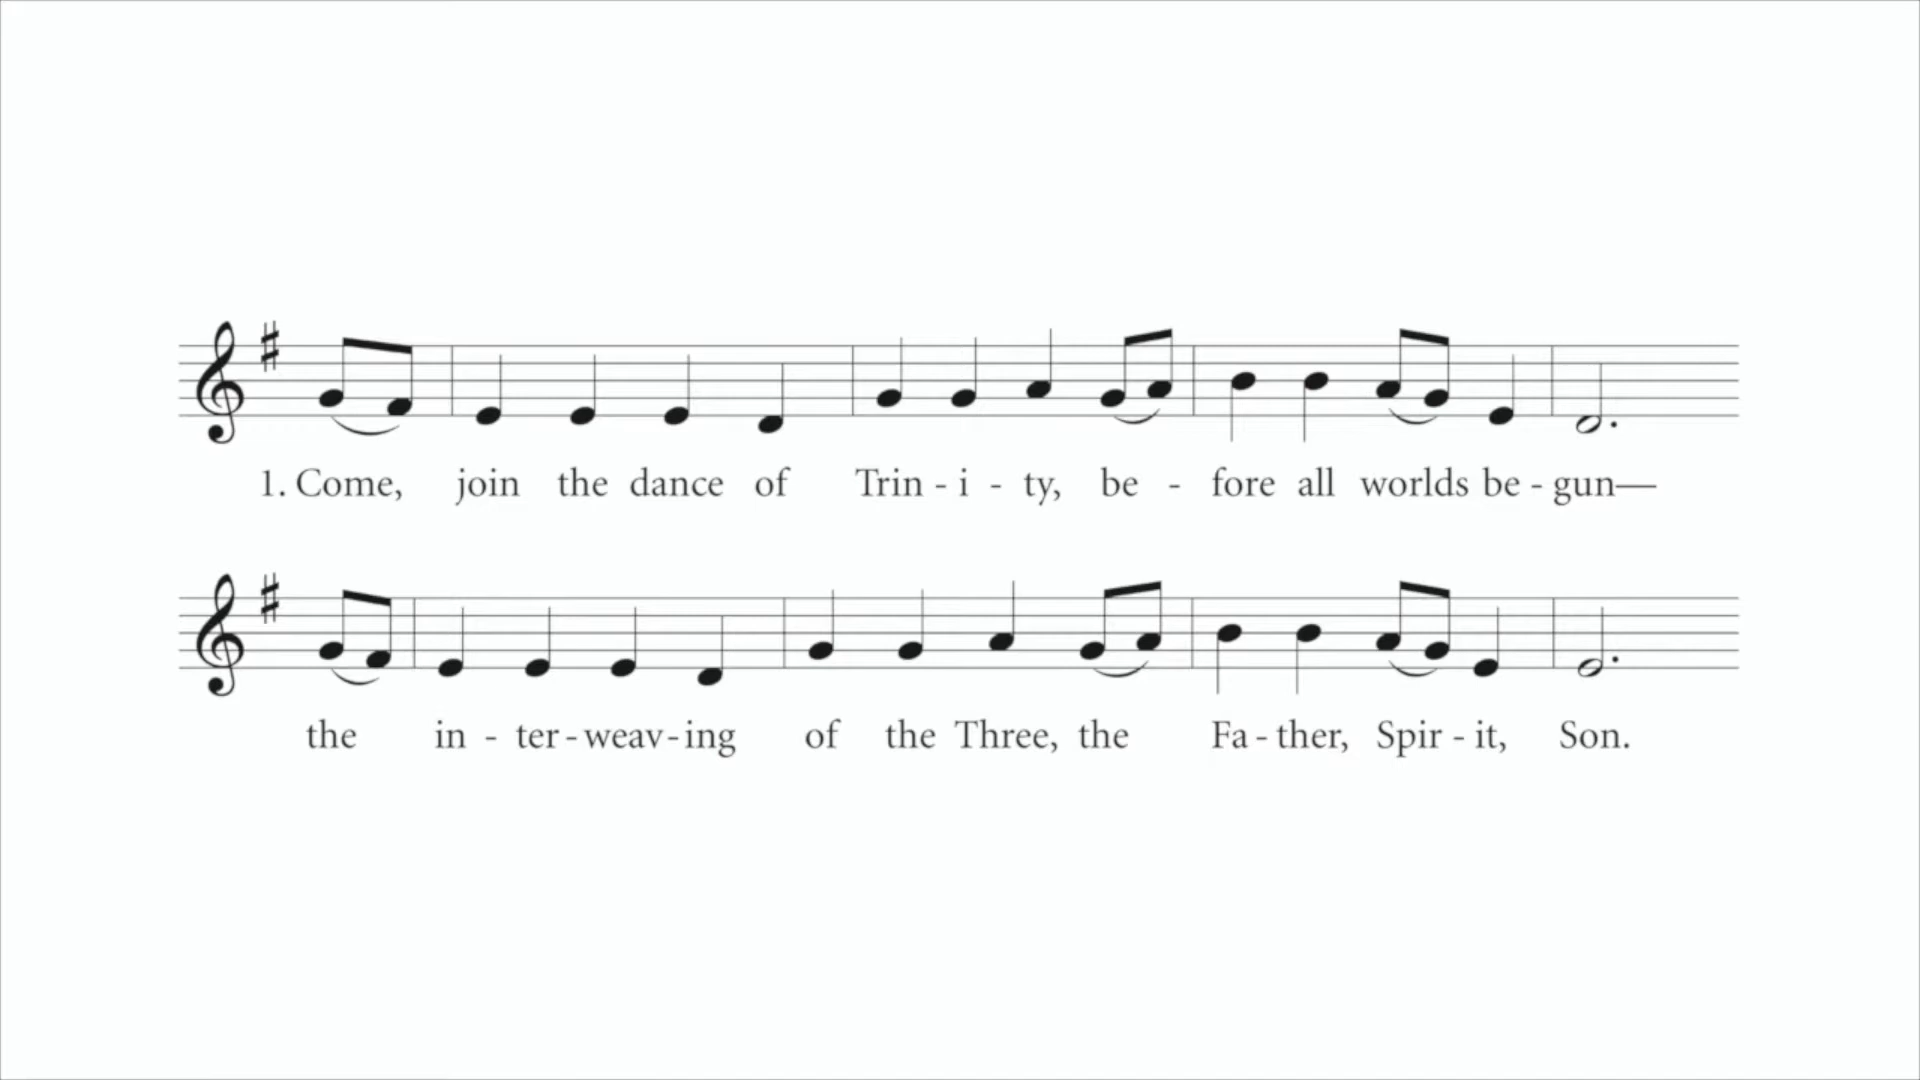 1. Come, join the dance of Trin - i - ty, be - fore all worlds be - gun—
the in - ter - weav - ing of the Three, the Fa - ther, Spir - it, Son.